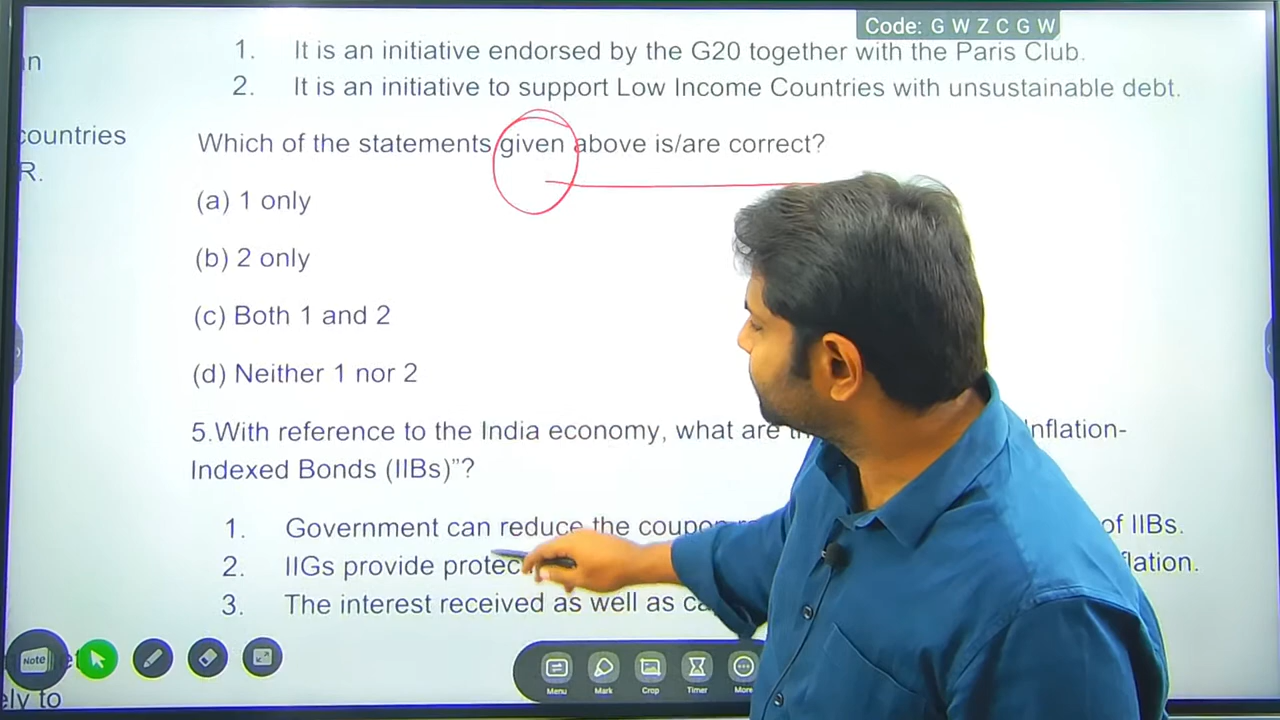 Code: G W Z C G W
1. It is an initiative endorsed by the G20 together with the Paris Club.
2. It is an initiative to support Low Income Countries with unsustainable debt.
countries
R.
Which of the statements given above is/are correct?
(a) 1 only
(b) 2 only
(c) Both 1 and 2
(d) Neither 1 nor 2
5.With reference to the India economy, what are Inflation-
Indexed Bonds (IIBs)”?
1. Government can reduce the coupon of IIBs.
2. IIGs provide
3. The interest received as well as
Note
ely to
Menu Mark Crop Timer More